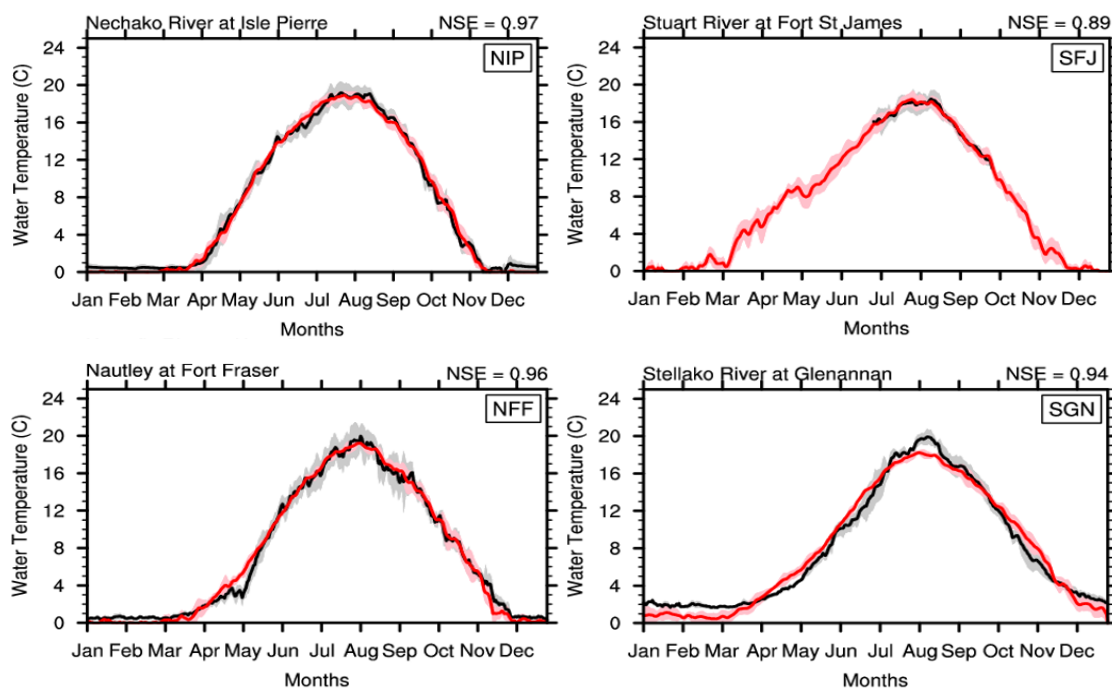 Nechako River at Isle Pierre NSE = 0.97
NIP
24
20
16
12
8
4
0
Water Temperature (C)
Jan Feb Mar Apr May Jun Jul Aug Sep Oct Nov Dec
Months
Stuart River at Fort St James NSE = 0.89
SFJ
24
20
16
12
8
4
0
Water Temperature (C)
Jan Feb Mar Apr May Jun Jul Aug Sep Oct Nov Dec
Months
Nautley at Fort Fraser NSE = 0.96
NFF
24
20
16
12
8
4
0
Water Temperature (C)
Jan Feb Mar Apr May Jun Jul Aug Sep Oct Nov Dec
Months
Stellako River at Glenannan NSE = 0.94
SGN
24
20
16
12
8
4
0
Water Temperature (C)
Jan Feb Mar Apr May Jun Jul Aug Sep Oct Nov Dec
Months